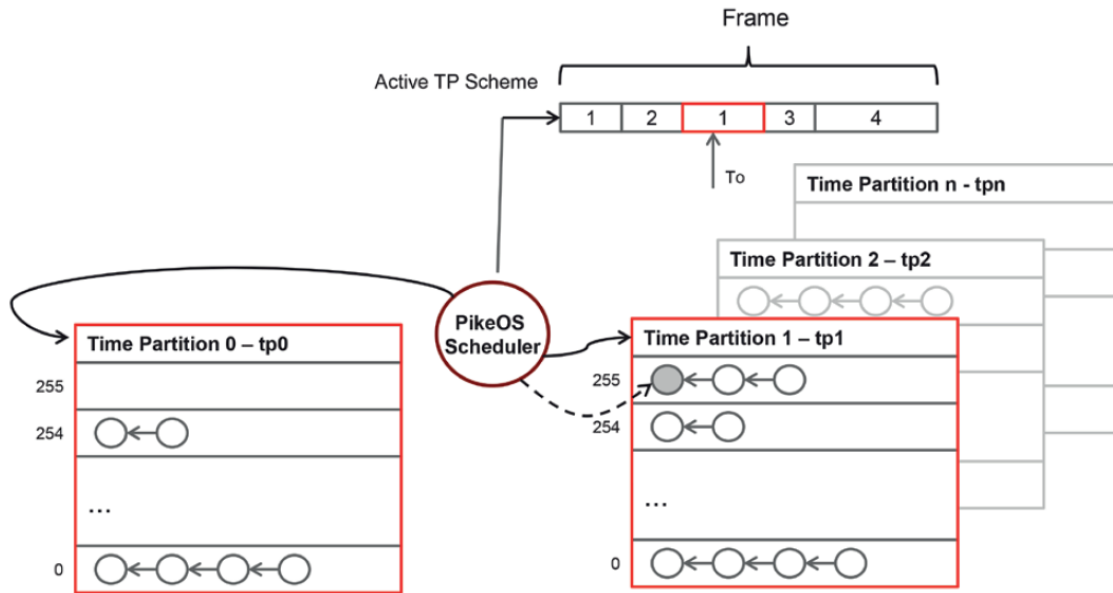 Frame
Active TP Scheme
1 2 1 3 4
To
Time Partition n - tpn
Time Partition 2 – tp2
PikeOS
Scheduler
Time Partition 0 – tp0
255
254
...
0
Time Partition 1 – tp1
255
254
...
0